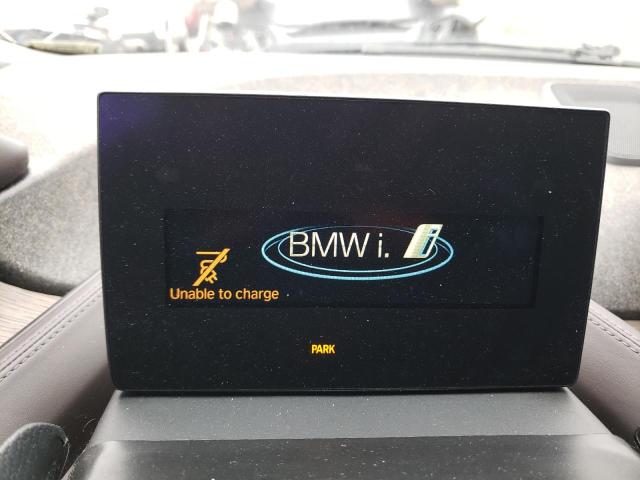 BMW i. i
Unable to charge
PARK